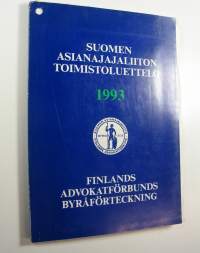 SUOMEN
ASIANAJAJALIITON
TOIMISTOLUETTELO
1993
FINLANDS
ADVOKATFÖRBUNDS
BYRÅFÖRTECKNING